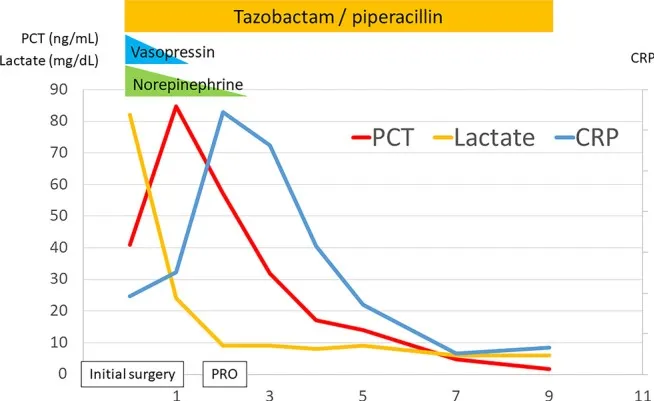 Tazobactam / piperacillin
PCT (ng/mL)
Vasopressin
Lactate (mg/dL)
CRP
Norepinephrine
90
80
PCT Lactate CRP
70
60
50
40
30
20
10
0
Initial surgery
PRO
1 3 5 7 9 11